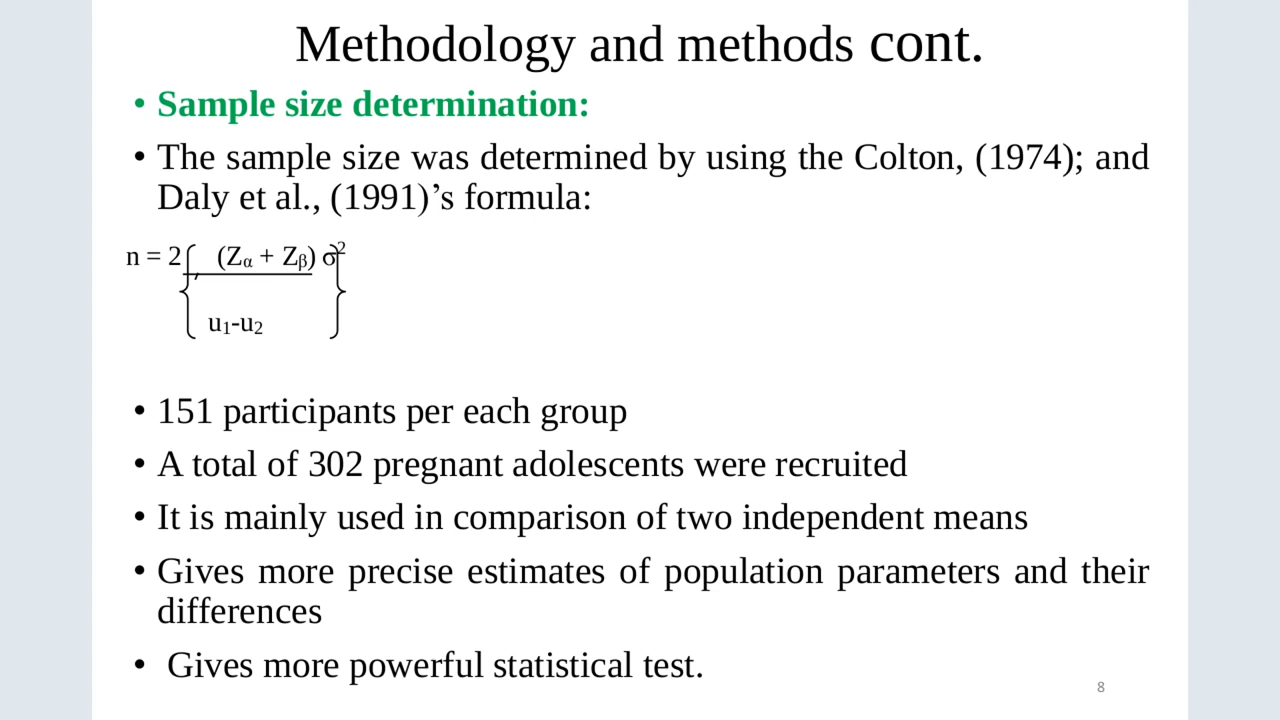 Methodology and methods cont.
• Sample size determination:
• The sample size was determined by using the Colton, (1974); and
Daly et al., (1991)’s formula:
n = 2 { (Zα + Zβ) σ }²
u₁-u₂
• 151 participants per each group
• A total of 302 pregnant adolescents were recruited
• It is mainly used in comparison of two independent means
• Gives more precise estimates of population parameters and their
differences
• Gives more powerful statistical test.
8